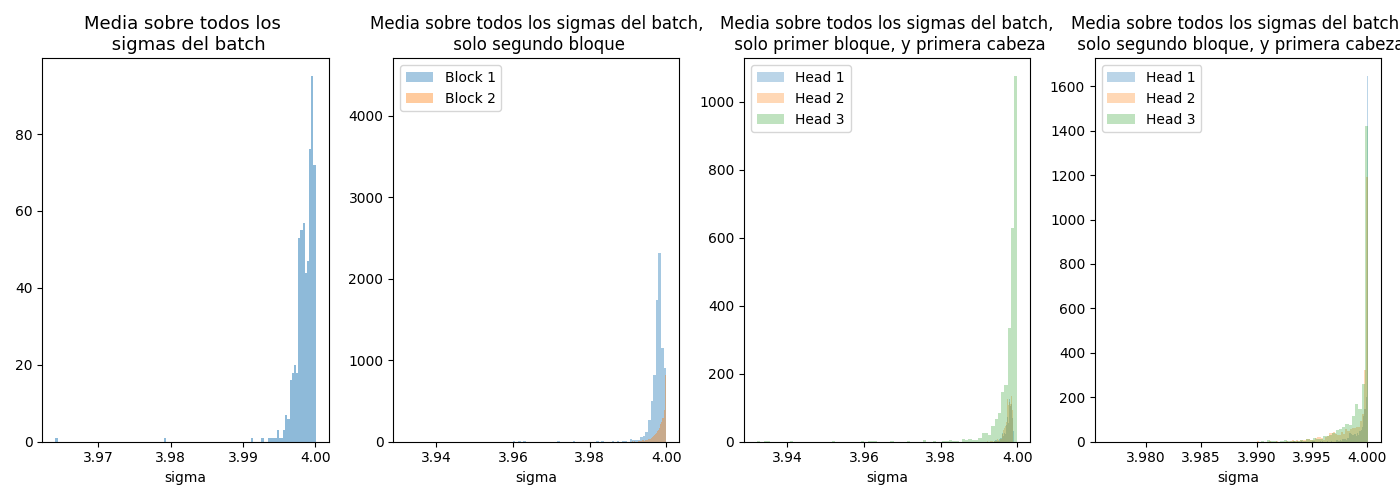 Media sobre todos los
sigmas del batch
80
60
40
20
0
3.97
3.98
3.99
4.00
sigma
Media sobre todos los sigmas del batch,
solo segundo bloque
Block 1
Block 2
4000
3000
2000
1000
0
3.94
3.96
3.98
4.00
sigma
Media sobre todos los sigmas del batch,
solo primer bloque, y primera cabeza
Head 1
Head 2
Head 3
1000
800
600
400
200
0
3.94
3.96
3.98
4.00
sigma
Media sobre todos los sigmas del batch
solo segundo bloque, y primera cabeza
Head 1
Head 2
Head 3
1600
1400
1200
1000
800
600
400
200
0
3.980
3.985
3.990
3.995
4.000
sigma